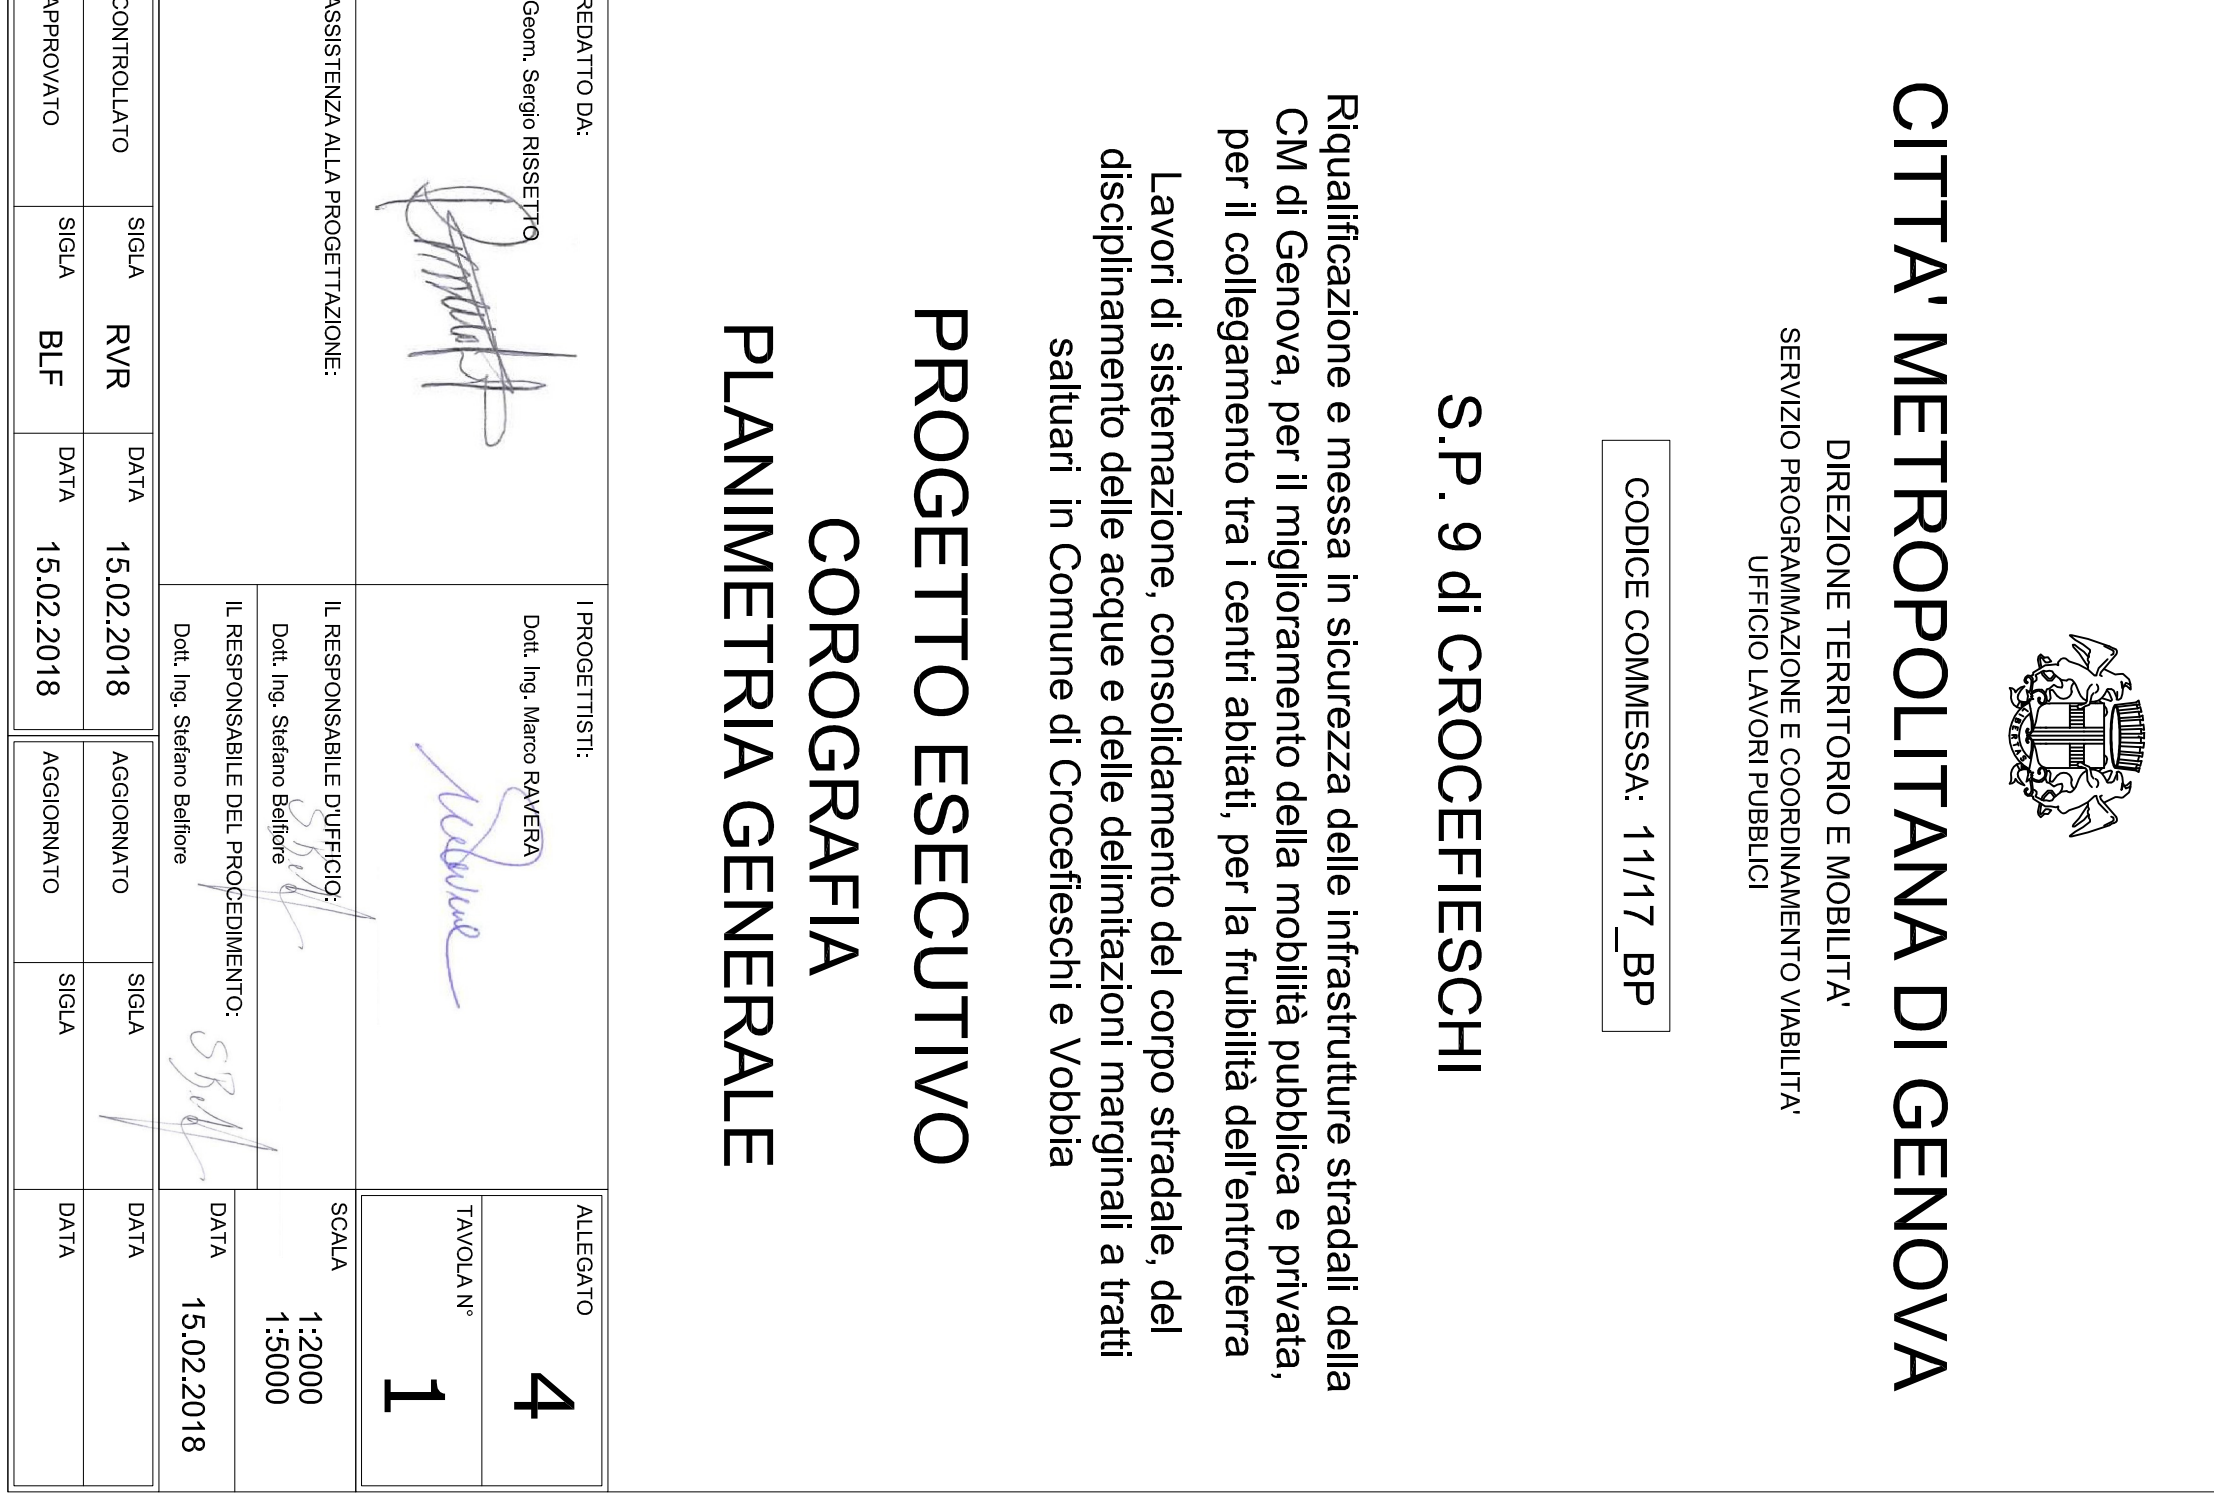 LIBERTAS
CITTA' METROPOLITANA DI GENOVA
DIREZIONE TERRITORIO E MOBILITA'
SERVIZIO PROGRAMMAZIONE E COORDINAMENTO VIABILITA'
UFFICIO LAVORI PUBBLICI
CODICE COMMESSA: 11/17_BP
S.P. 9 di CROCEFIESCHI
Riqualificazione e messa in sicurezza delle infrastrutture stradali della
CM di Genova, per il miglioramento della mobilità pubblica e privata,
per il collegamento tra i centri abitati, per la fruibilità dell'entroterra
Lavori di sistemazione, consolidamento del corpo stradale, del
disciplinamento delle acque e delle delimitazioni marginali a tratti
saltuari in Comune di Crocefieschi e Vobbia
PROGETTO ESECUTIVO
COROGRAFIA
PLANIMETRIA GENERALE
REDATTO DA:
Geom. Sergio RISSETTO
I PROGETTISTI:
Dott. Ing. Marco RAVERA
ALLEGATO
4
TAVOLA N°
1
ASSISTENZA ALLA PROGETTAZIONE:
IL RESPONSABILE D'UFFICIO:
Dott. Ing. Stefano Belfiore
IL RESPONSABILE DEL PROCEDIMENTO:
Dott. Ing. Stefano Belfiore
SCALA
1:2000
1:5000
DATA
15.02.2018
CONTROLLATO SIGLA RVR DATA 15.02.2018 AGGIORNATO SIGLA DATA
APPROVATO SIGLA BLF DATA 15.02.2018 AGGIORNATO SIGLA DATA